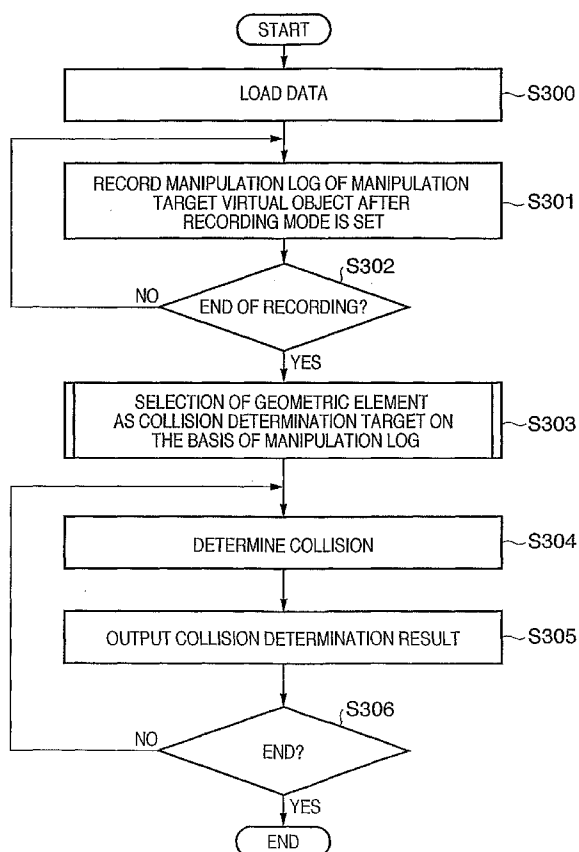 START
LOAD DATA
S300
RECORD MANIPULATION LOG OF MANIPULATION
TARGET VIRTUAL OBJECT AFTER
RECORDING MODE IS SET
S301
S302
END OF RECORDING?
NO
YES
SELECTION OF GEOMETRIC ELEMENT
AS COLLISION DETERMINATION TARGET ON
THE BASIS OF MANIPULATION LOG
S303
DETERMINE COLLISION
S304
OUTPUT COLLISION DETERMINATION RESULT
S305
S306
END?
NO
YES
END